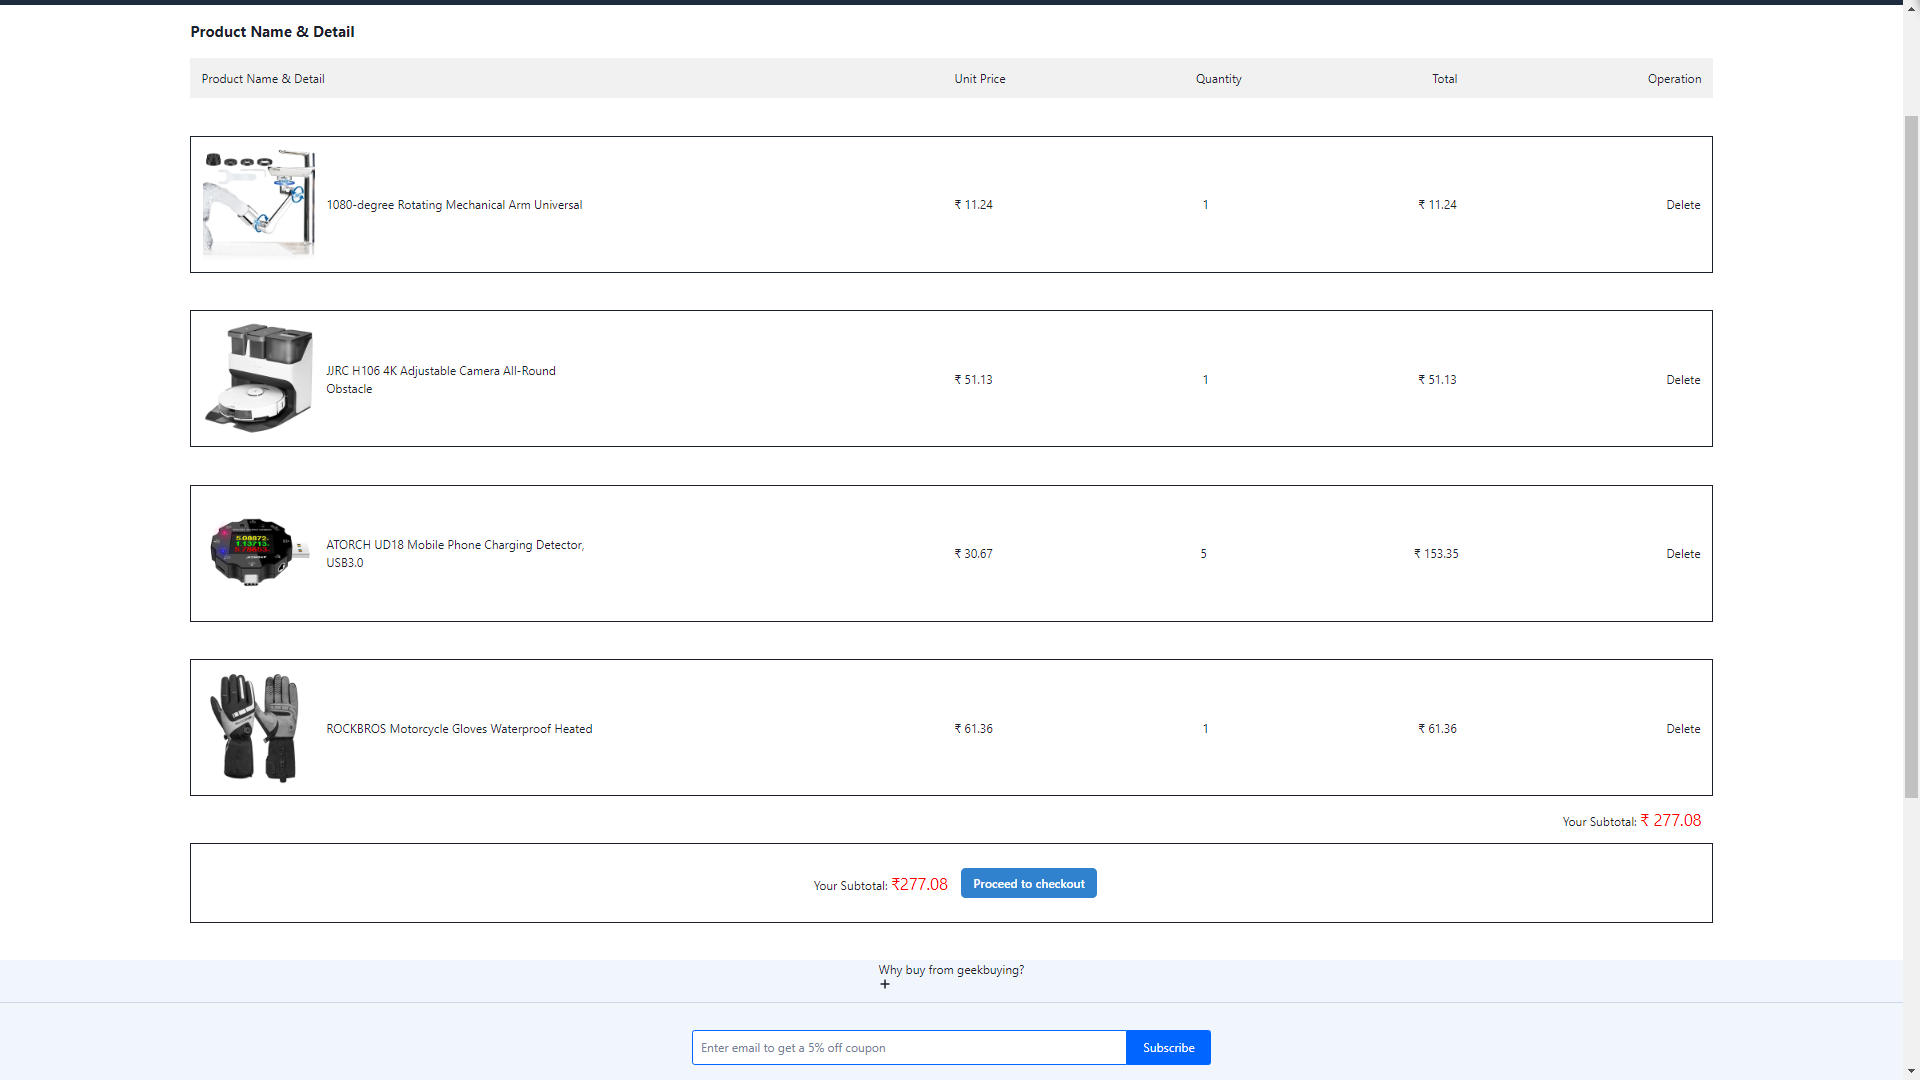 Product Name & Detail
Product Name & Detail Unit Price Quantity Total Operation
1080-degree Rotating Mechanical Arm Universal ₹ 11.24 1 ₹ 11.24 Delete
JJRC H106 4K Adjustable Camera All-Round
Obstacle
₹ 51.13 1 ₹ 51.13 Delete
5.08872
1.13713
ATORCH UD18 Mobile Phone Charging Detector,
USB3.0
₹ 30.67 5 ₹ 153.35 Delete
ROCKBROS Motorcycle Gloves Waterproof Heated ₹ 61.36 1 ₹ 61.36 Delete
Your Subtotal: ₹ 277.08
Your Subtotal: ₹277.08 Proceed to checkout
Why buy from geekbuying?
+
Enter email to get a 5% off coupon Subscribe